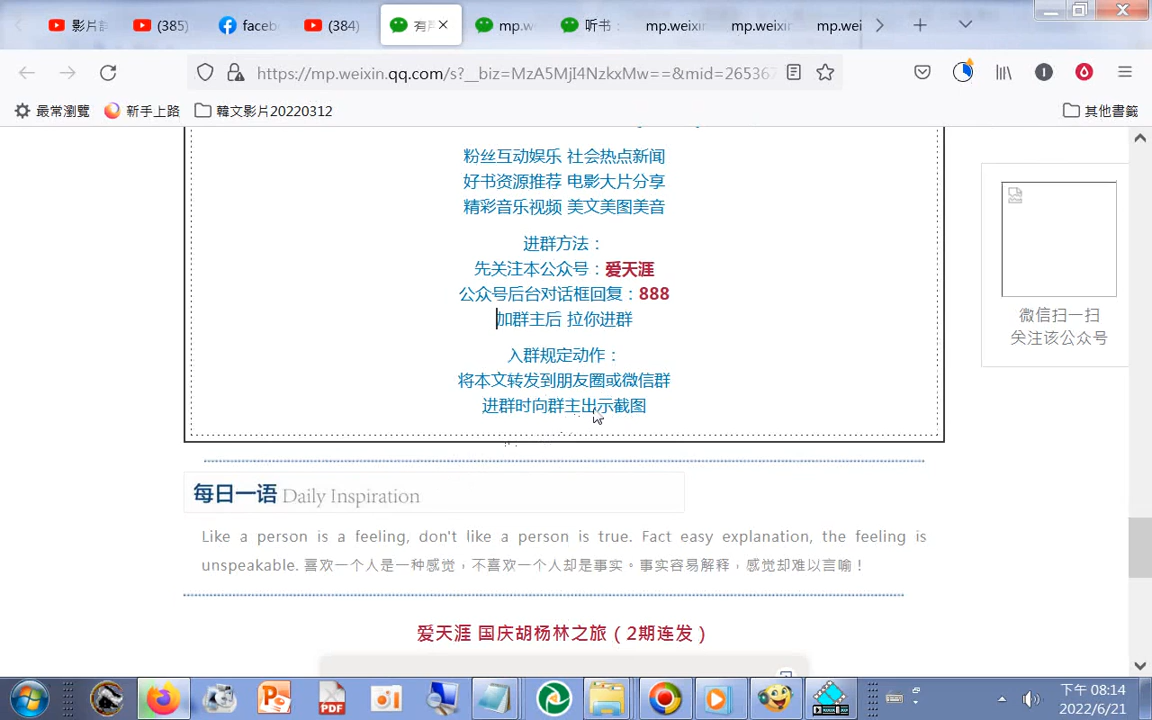 影片記
(385)
faceb
(384)
有声
mp.w
听书：
mp.weixin
mp.weixin
mp.wei
https://mp.weixin.qq.com/s?__biz=MzA5MjI4NzkxMw==&mid=26536
最常瀏覽
新手上路
韓文影片20220312
其他書籤
粉丝互动娱乐 社会热点新闻
好书资源推荐 电影大片分享
精彩音乐视频 美文美图美音
进群方法：
先关注本公众号：爱天涯
公众号后台对话框回复：888
加群主后 拉你进群
入群规定动作：
将本文转发到朋友圈或微信群
进群时向群主出示截图
微信扫一扫
关注该公众号
每日一语 Daily Inspiration
Like a person is a feeling, don't like a person is true. Fact easy explanation, the feeling is
unspeakable. 喜欢一个人是一种感觉，不喜欢一个人却是事实。事实容易解释，感觉却难以言喻！
爱天涯 国庆胡杨林之旅（2期连发）
下午 08:14
2022/6/21